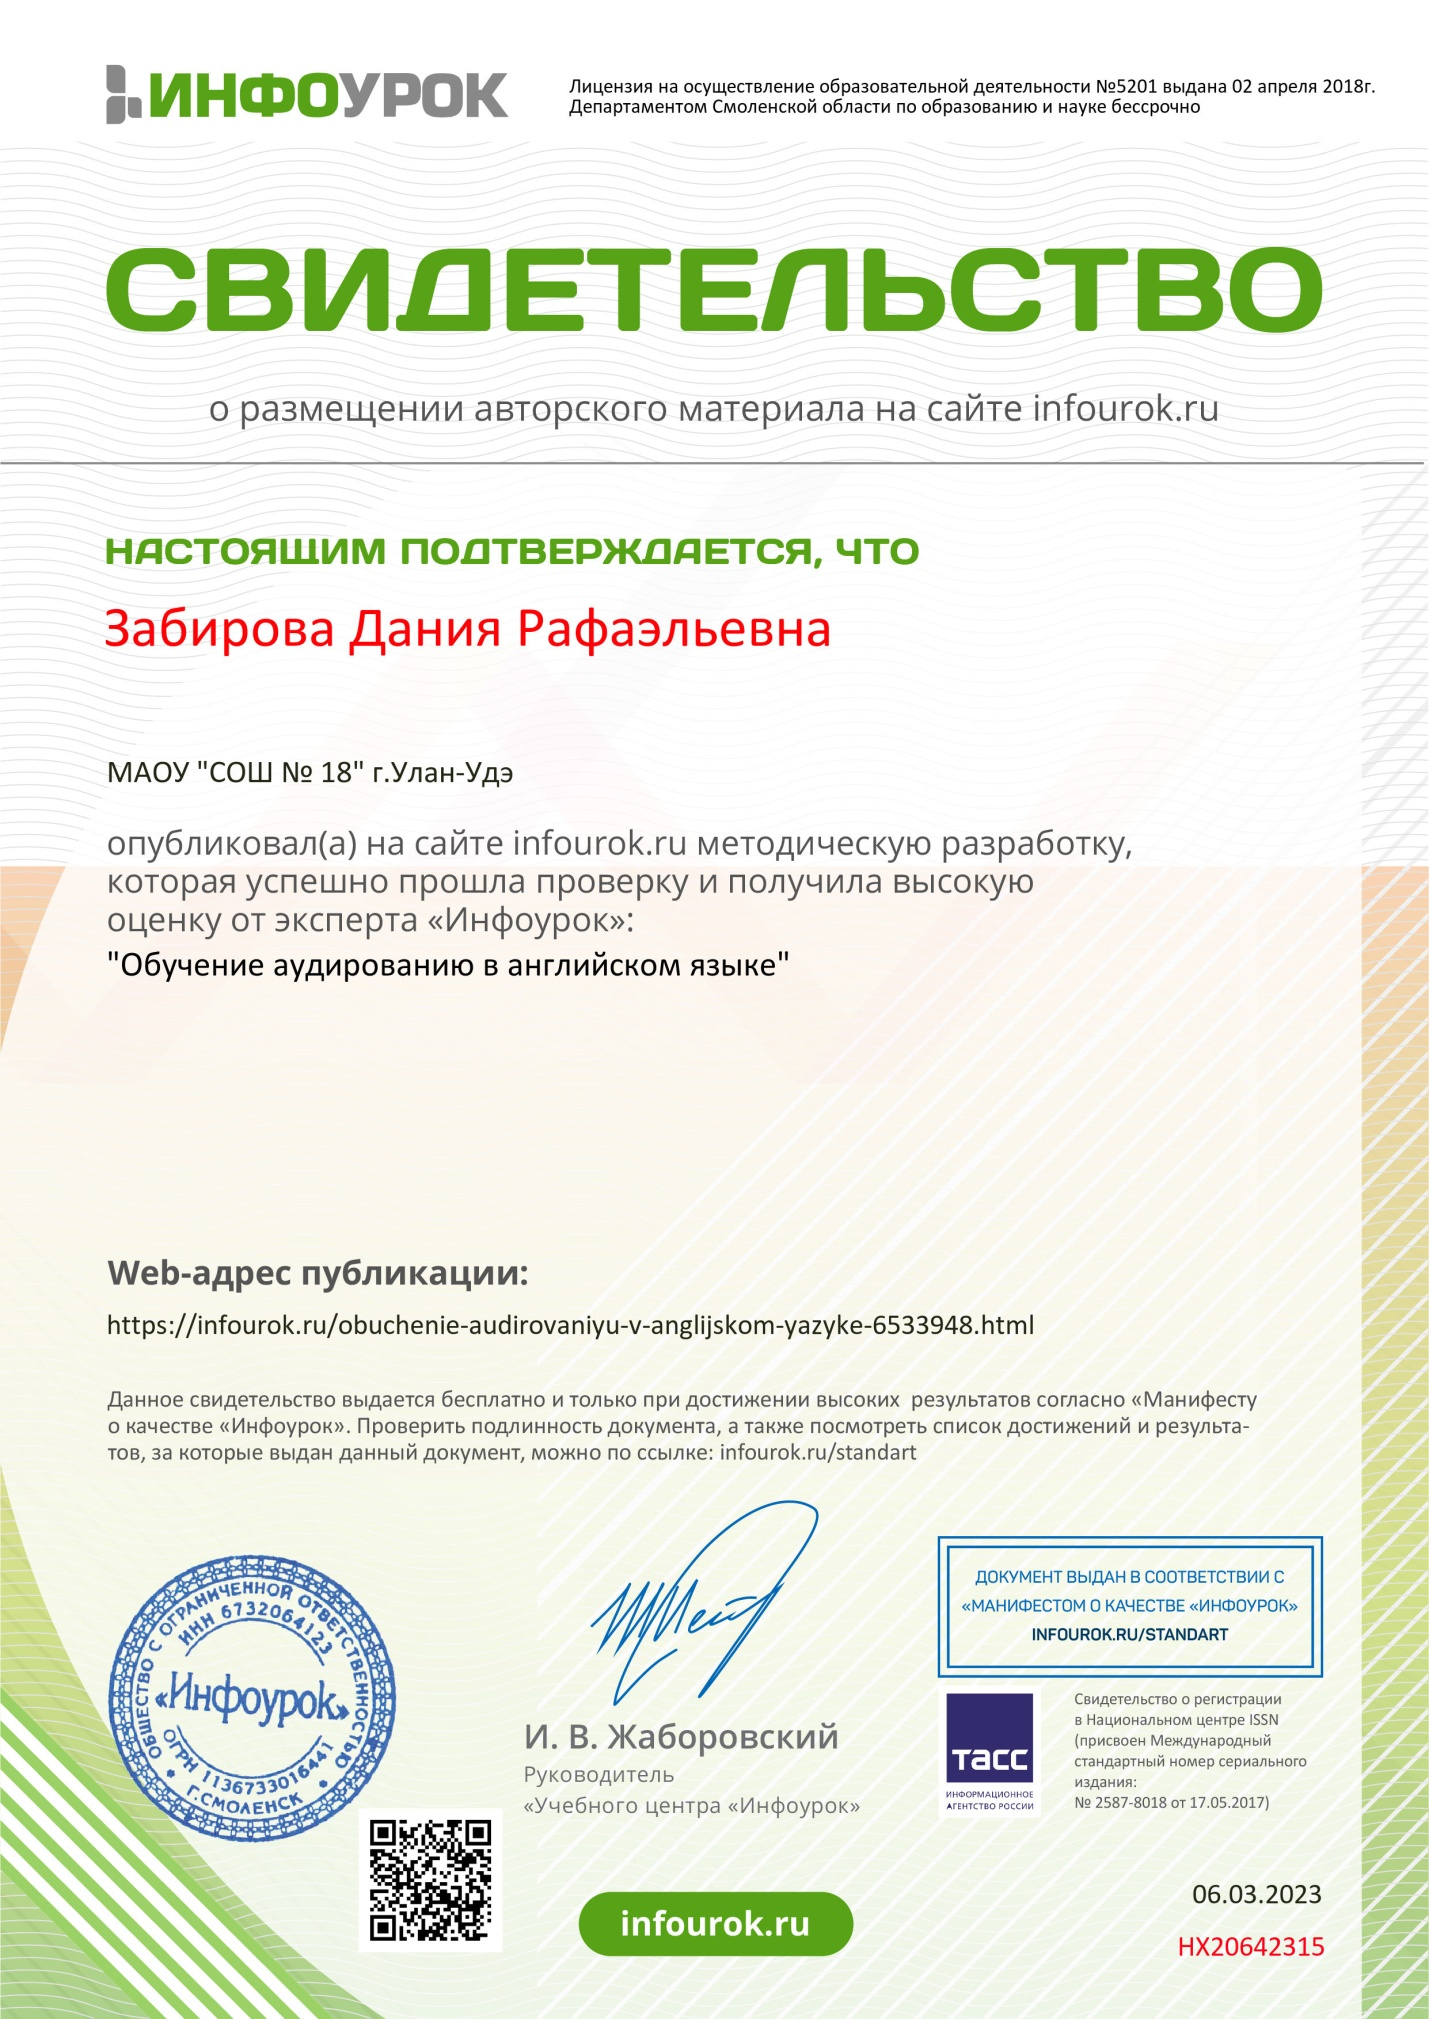 ИНФОУРОК
Лицензия на осуществление образовательной деятельности №5201 выдана 02 апреля 2018г.
Департаментом Смоленской области по образованию и науке бессрочно
СВИДЕТЕЛЬСТВО
о размещении авторского материала на сайте infourok.ru
НАСТОЯЩИМ ПОДТВЕРЖДАЕТСЯ, ЧТО
Забирова Дания Рафаэльевна
МАОУ "СОШ № 18" г.Улан-Удэ
опубликовал(а) на сайте infourok.ru методическую разработку,
которая успешно прошла проверку и получила высокую
оценку от эксперта «Инфоурок»:
"Обучение аудированию в английском языке"
Web-адрес публикации:
https://infourok.ru/obuchenie-audirovaniyu-v-anglijskom-yazyke-6533948.html
Данное свидетельство выдается бесплатно и только при достижении высоких результатов согласно «Манифесту
о качестве «Инфоурок». Проверить подлинность документа, а также посмотреть список достижений и результа-
тов, за которые выдан данный документ, можно по ссылке: infourok.ru/standart
ОБЩЕСТВО С ОГРАНИЧЕННОЙ ОТВЕТСТВЕННОСТЬЮ
ИНН 6732064123
«Инфоурок»
ОГРН 1136733016441
Г.СМОЛЕНСК
И. В. Жаборовский
Руководитель
«Учебного центра «Инфоурок»
ДОКУМЕНТ ВЫДАН В СООТВЕТСТВИИ С
«МАНИФЕСТОМ О КАЧЕСТВЕ «ИНФОУРОК»
INFOUROK.RU/STANDART
ТАСС
ИНФОРМАЦИОННОЕ
АГЕНТСТВО РОССИИ
Свидетельство о регистрации
в Национальном центре ISSN
(присвоен Международный
стандартный номер сериального
издания:
№ 2587-8018 от 17.05.2017)
infourok.ru
06.03.2023
НХ20642315